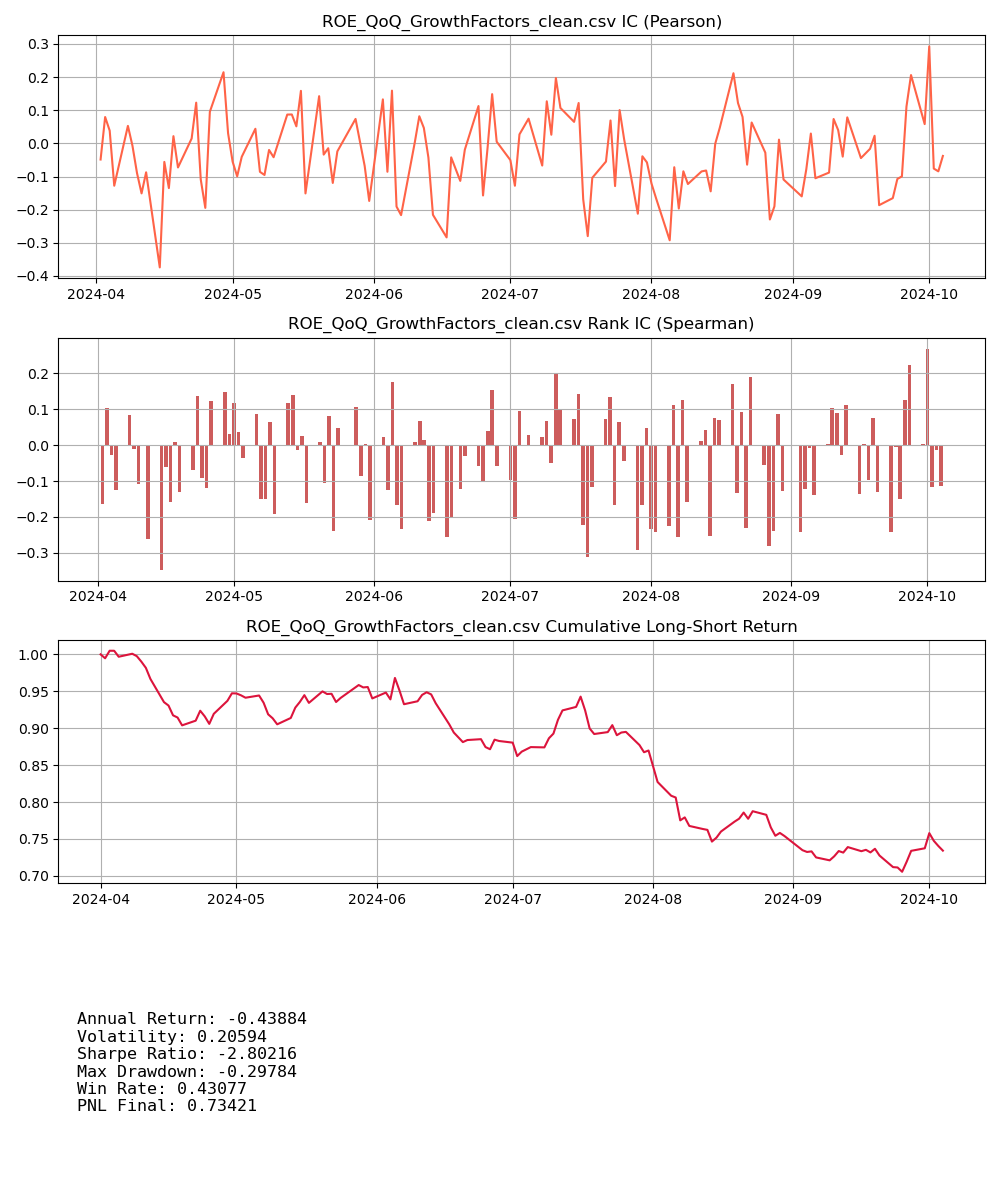 ROE_QoQ_GrowthFactors_clean.csv IC (Pearson)
0.3
0.2
0.1
0.0
−0.1
−0.2
−0.3
−0.4
2024-04 2024-05 2024-06 2024-07 2024-08 2024-09 2024-10
ROE_QoQ_GrowthFactors_clean.csv Rank IC (Spearman)
0.2
0.1
0.0
−0.1
−0.2
−0.3
2024-04 2024-05 2024-06 2024-07 2024-08 2024-09 2024-10
ROE_QoQ_GrowthFactors_clean.csv Cumulative Long-Short Return
1.00
0.95
0.90
0.85
0.80
0.75
0.70
2024-04 2024-05 2024-06 2024-07 2024-08 2024-09 2024-10
Annual Return: -0.43884
Volatility: 0.20594
Sharpe Ratio: -2.80216
Max Drawdown: -0.29784
Win Rate: 0.43077
PNL Final: 0.73421